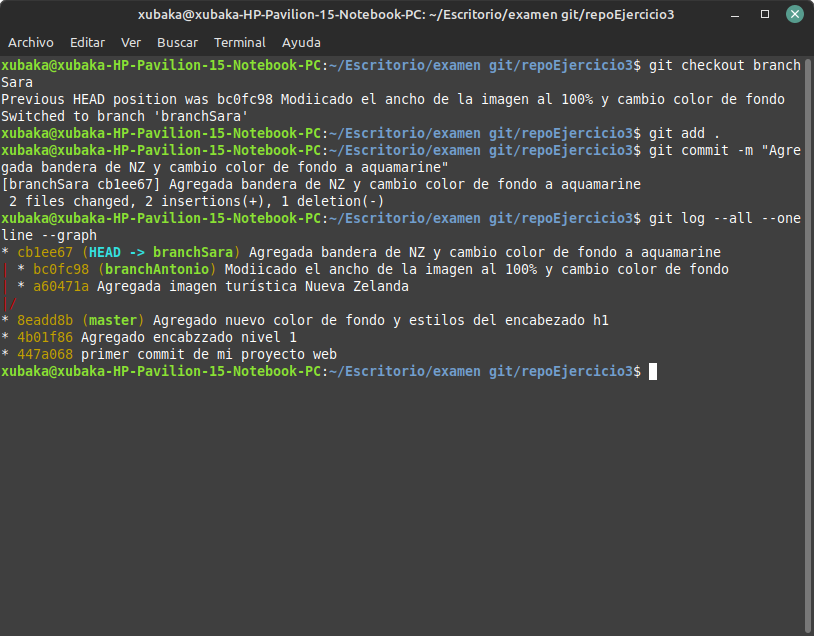 xubaka@xubaka-HP-Pavilion-15-Notebook-PC: ~/Escritorio/examen git/repoEjercicio3
Archivo Editar Ver Buscar Terminal Ayuda
xubaka@xubaka-HP-Pavilion-15-Notebook-PC:~/Escritorio/examen git/repoEjercicio3$ git checkout branch
Sara
Previous HEAD position was bc0fc98 Modiicado el ancho de la imagen al 100% y cambio color de fondo
Switched to branch 'branchSara'
xubaka@xubaka-HP-Pavilion-15-Notebook-PC:~/Escritorio/examen git/repoEjercicio3$ git add .
xubaka@xubaka-HP-Pavilion-15-Notebook-PC:~/Escritorio/examen git/repoEjercicio3$ git commit -m "Agre
gada bandera de NZ y cambio color de fondo a aquamarine"
[branchSara cb1ee67] Agregada bandera de NZ y cambio color de fondo a aquamarine
 2 files changed, 2 insertions(+), 1 deletion(-)
xubaka@xubaka-HP-Pavilion-15-Notebook-PC:~/Escritorio/examen git/repoEjercicio3$ git log --all --one
line --graph
* cb1ee67 (HEAD -> branchSara) Agregada bandera de NZ y cambio color de fondo a aquamarine
| * bc0fc98 (branchAntonio) Modiicado el ancho de la imagen al 100% y cambio color de fondo
| * a60471a Agregada imagen turística Nueva Zelanda
|/
* 8eadd8b (master) Agregado nuevo color de fondo y estilos del encabezado h1
* 4b01f86 Agregado encabzzado nivel 1
* 447a068 primer commit de mi proyecto web
xubaka@xubaka-HP-Pavilion-15-Notebook-PC:~/Escritorio/examen git/repoEjercicio3$